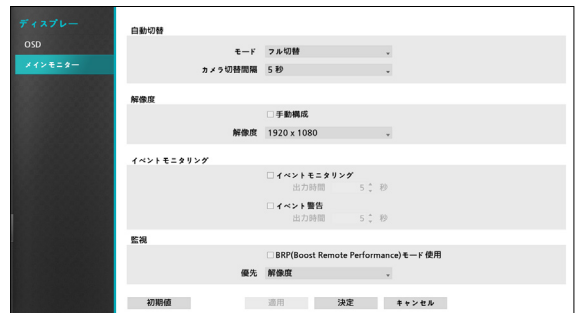 ディスプレー
OSD
メインモニター
自動切替
モード フル切替
カメラ切替間隔 5 秒
解像度
手動構成
解像度 1920 x 1080
イベントモニタリング
イベントモニタリング
出力時間 5 秒
イベント警告
出力時間 5 秒
監視
BRP(Boost Remote Performance)モード使用
優先 解像度
初期値 適用 決定 キャンセル